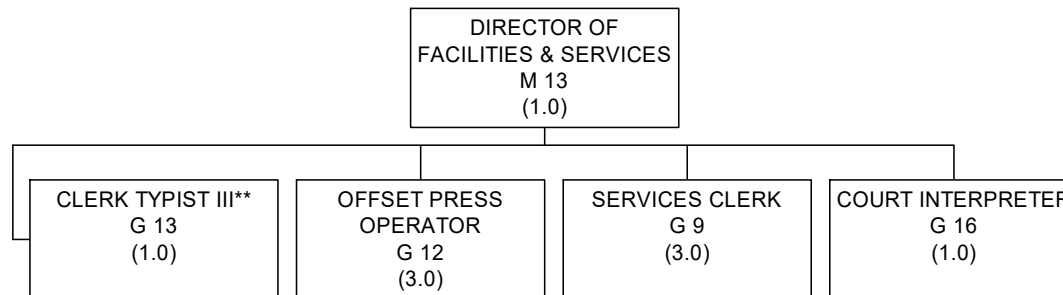 DIRECTOR OF
FACILITIES & SERVICES
M 13
(1.0)
CLERK TYPIST III**
G 13
(1.0)
OFFSET PRESS
OPERATOR
G 12
(3.0)
SERVICES CLERK
G 9
(3.0)
COURT INTERPRETER
G 16
(1.0)